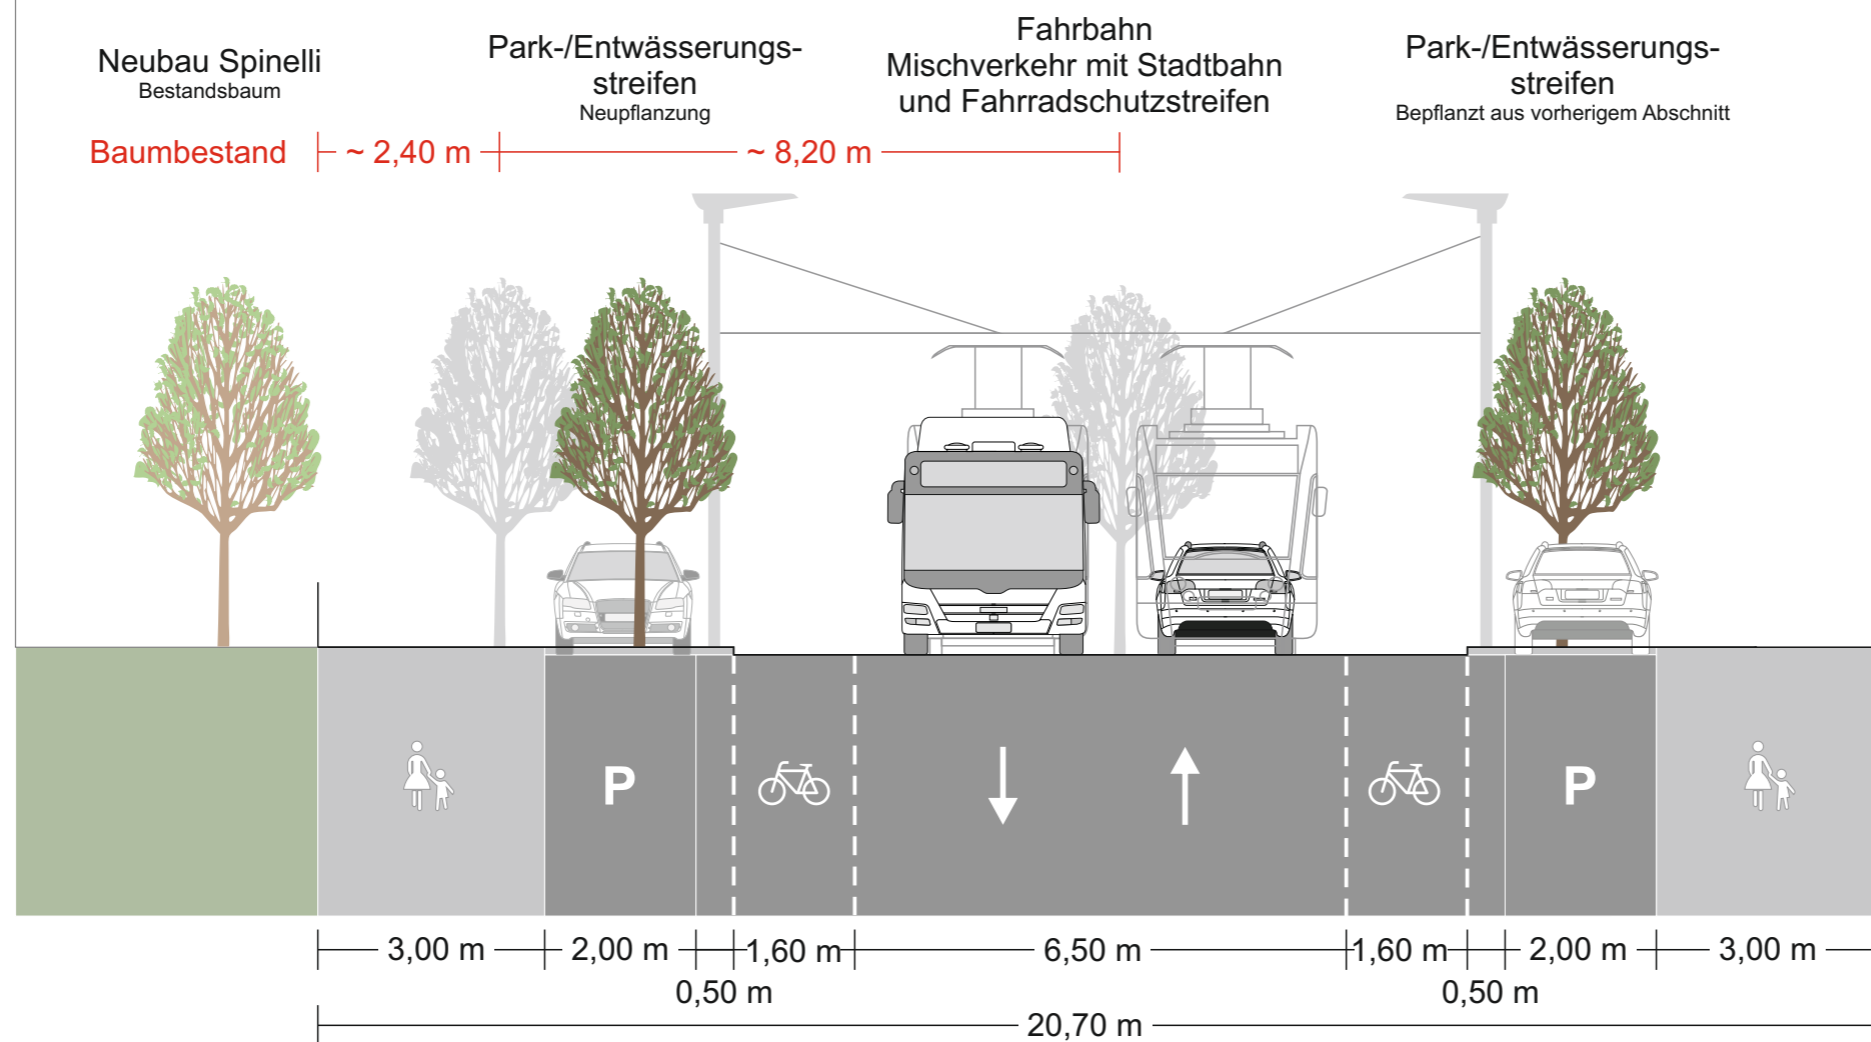 Neubau Spinelli
Bestandsbaum
Park-/Entwässerungs-
streifen
Neupflanzung
Fahrbahn
Mischverkehr mit Stadtbahn
und Fahrradschutzstreifen
Park-/Entwässerungs-
streifen
Bepflanzt aus vorherigem Abschnitt
Baumbestand
~ 2,40 m
~ 8,20 m
P
P
3,00 m
2,00 m
0,50 m
1,60 m
6,50 m
1,60 m
0,50 m
2,00 m
3,00 m
20,70 m